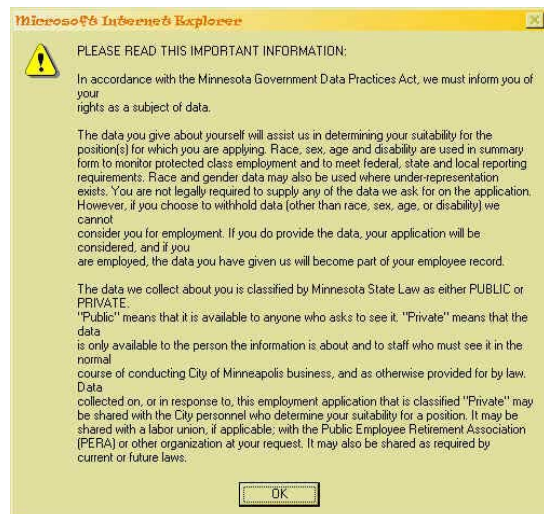 Microsoft Internet Explorer
PLEASE READ THIS IMPORTANT INFORMATION:
In accordance with the Minnesota Government Data Practices Act, we must inform you of
your
rights as a subject of data.
The data you give about yourself will assist us in determining your suitability for the
position(s) for which you are applying. Race, sex, age and disability are used in summary
form to monitor protected class employment and to meet federal, state and local reporting
requirements. Race and gender data may also be used where under-representation
exists. You are not legally required to supply any of the data we ask for on the application.
However, if you choose to withhold data (other than race, sex, age, or disability) we
cannot
consider you for employment. If you do provide the data, your application will be
considered, and if you
are employed, the data you have given us will become part of your employee record.
The data we collect about you is classified by Minnesota State Law as either PUBLIC or
PRIVATE.
"Public" means that it is available to anyone who asks to see it. "Private" means that the
data
is only available to the person the information is about and to staff who must see it in the
normal
course of conducting City of Minneapolis business, and as otherwise provided for by law.
Data
collected on, or in response to, this employment application that is classified "Private" may
be shared with the City personnel who determine your suitability for a position. It may be
shared with a labor union, if applicable; with the Public Employee Retirement Association
(PERA) or other organization at your request. It may also be shared as required by
current or future laws.
OK